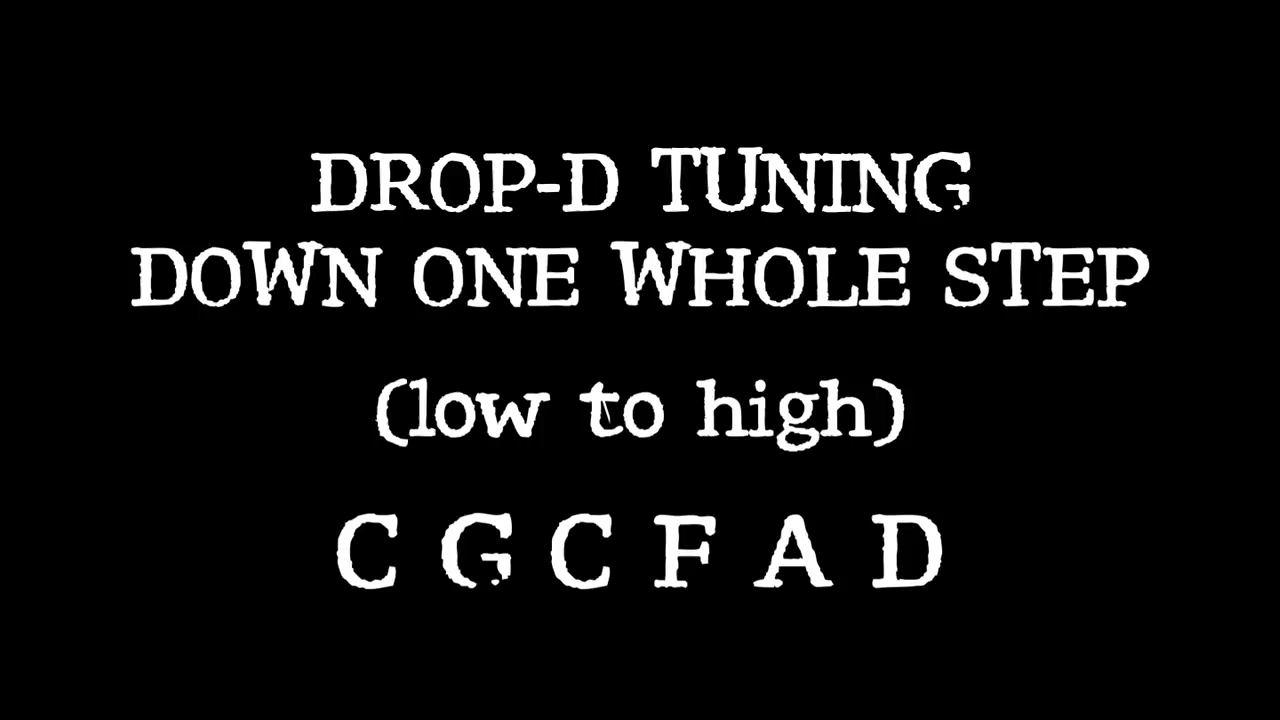 DROP-D TUNING
DOWN ONE WHOLE STEP
(low to high)
C G C F A D